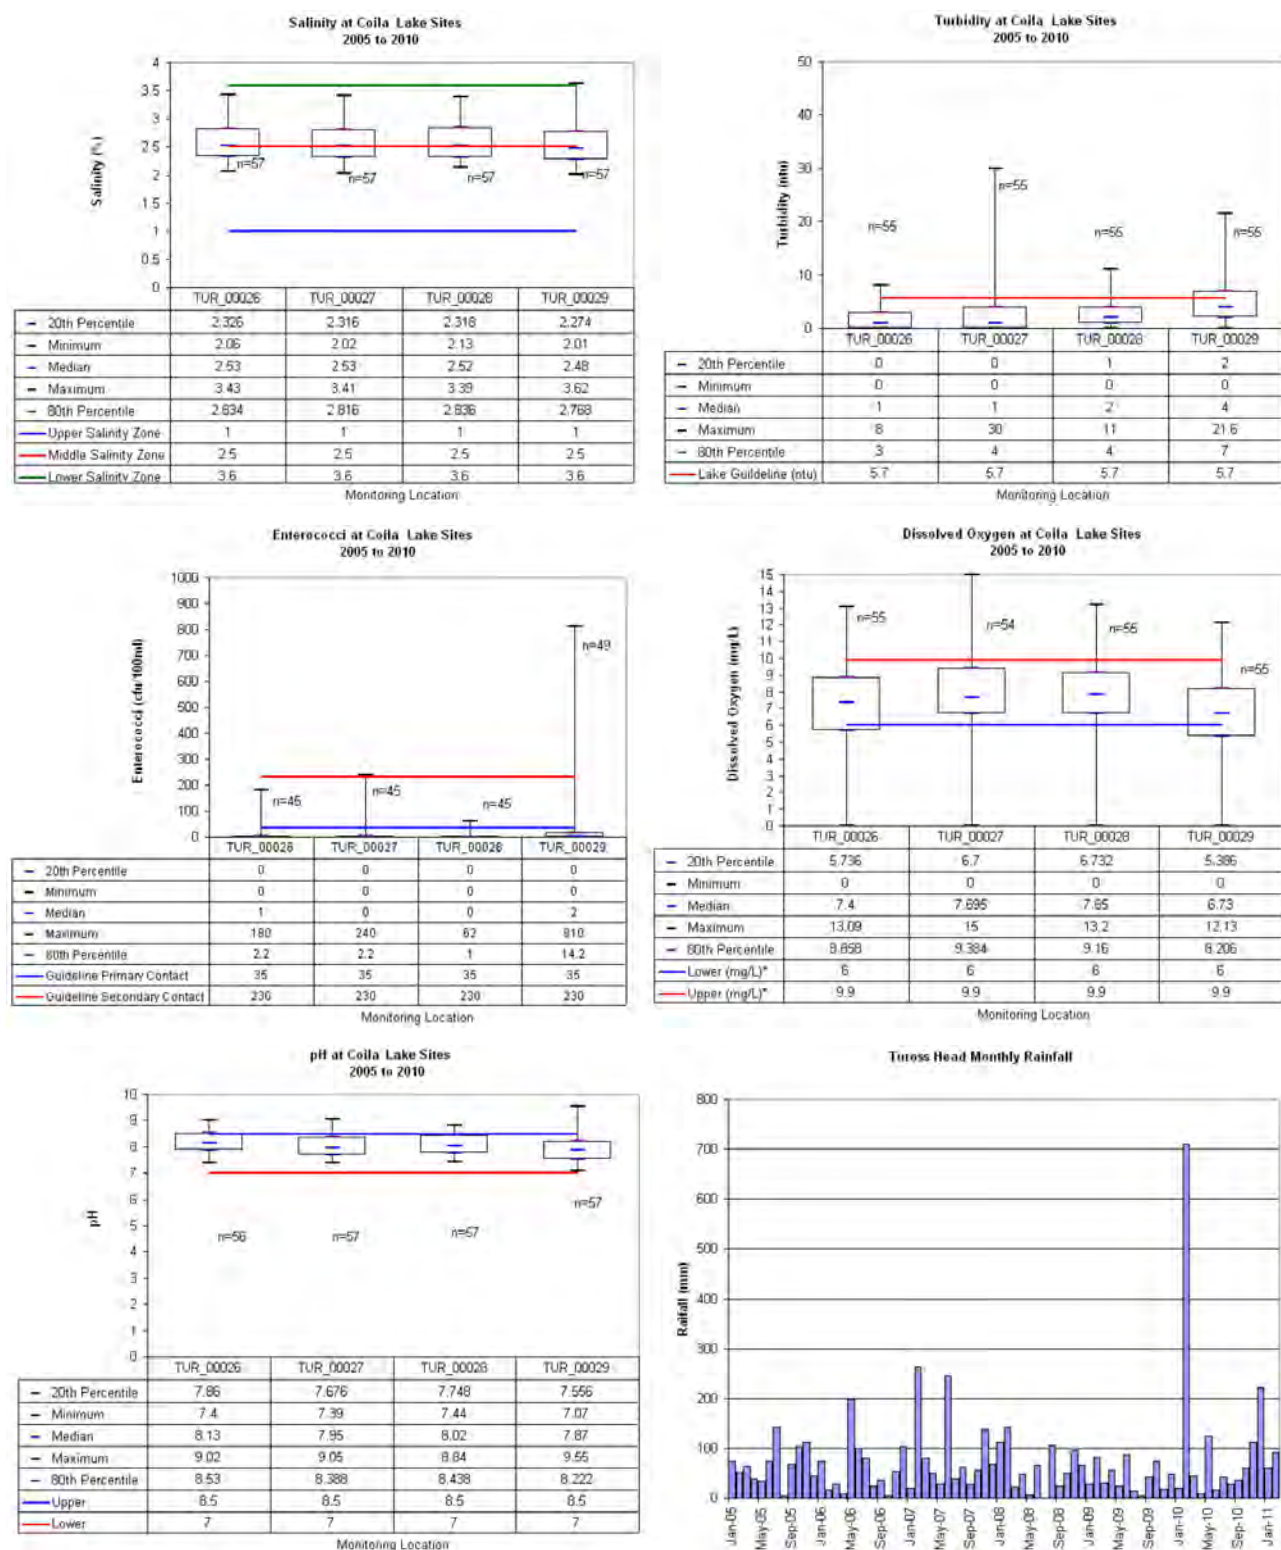 Salinity at Coila Lake Sites
2005 to 2010
Salinity (%)
4
3.5
3
2.5
2
1.5
1
0.5
0
n=57
n=57
n=57
n=57
TUR_00026 TUR_00027 TUR_00028 TUR_00029
20th Percentile 2.326 2.316 2.318 2.274
Minimum 2.06 2.02 2.13 2.01
Median 2.53 2.53 2.52 2.48
Maximum 3.43 3.41 3.39 3.62
80th Percentile 2.834 2.816 2.836 2.768
Upper Salinity Zone 1 1 1 1
Middle Salinity Zone 2.5 2.5 2.5 2.5
Lower Salinity Zone 3.6 3.6 3.6 3.6
Monitoring Location
Turbidity at Coila Lake Sites
2005 to 2010
Turbidity (ntu)
50
40
30
20
10
0
n=55
n=55
n=55
n=55
TUR_00026 TUR_00027 TUR_00028 TUR_00029
20th Percentile 0 0 1 2
Minimum 0 0 0 0
Median 1 1 2 4
Maximum 8 30 11 21.6
80th Percentile 3 4 4 7
Lake Guildeline (ntu) 5.7 5.7 5.7 5.7
Monitoring Location
Enterococci at Coila Lake Sites
2005 to 2010
Enterococci (cfu/100ml)
1000
900
800
700
600
500
400
300
200
100
0
n=45
n=45
n=45
n=49
TUR_00027 TUR_00029
20th Percentile 0 0 0 0
Minimum 0 0 0 0
Median 1 0 0 2
Maximum 180 240 62 810
80th Percentile 2.2 2.2 1 14.2
Guideline Primary Contact 35 35 35 35
Guideline Secondary Contact 230 230 230 230
Monitoring Location
Dissolved Oxygen at Coila Lake Sites
2005 to 2010
Dissolved Oxygen (mg/L)
15
14
13
12
11
10
9
8
7
6
5
4
3
2
1
0
n=55
n=54
n=55
n=55
TUR_00026 TUR_00027 TUR_00028 TUR_00029
20th Percentile 5.736 6.7 6.732 5.386
Minimum 0 0 0 0
Median 7.4 7.695 7.85 6.73
Maximum 13.09 15 13.2 12.13
80th Percentile 8.858 9.384 9.16 8.206
Lower (mg/L)* 6 6 6 6
Upper (mg/L)* 9.9 9.9 9.9 9.9
Monitoring Location
pH at Coila Lake Sites
2005 to 2010
pH
10
9
8
7
6
5
4
3
2
1
0
n=56
n=57
n=57
n=57
TUR_00026 TUR_00027 TUR_00028 TUR_00029
20th Percentile 7.86 7.676 7.748 7.556
Minimum 7.4 7.39 7.44 7.07
Median 8.13 7.95 8.02 7.87
Maximum 9.02 9.05 8.84 9.55
80th Percentile 8.53 8.388 8.438 8.222
Upper 8.5 8.5 8.5 8.5
Lower 7 7 7 7
Monitoring Location
Tuross Head Monthly Rainfall
Raifall (mm)
800
700
600
500
400
300
200
100
0
Jan-05
May-05
Sep-05
Jan-06
May-06
Sep-06
Jan-07
May-07
Sep-07
Jan-08
May-08
Sep-08
Jan-09
May-09
Sep-09
Jan-10
May-10
Sep-10
Jan-11